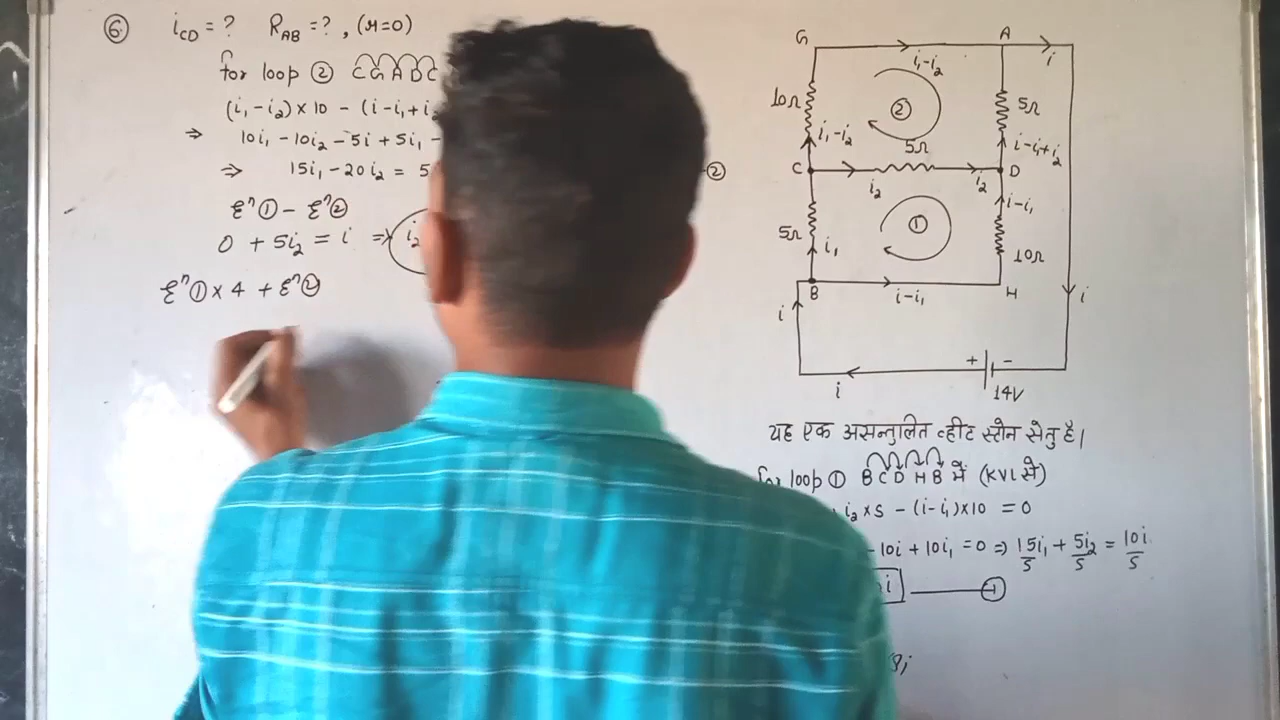 ⑥ i_CD = ? R_AB = ? , (r=0)
for loop ② C G A D C
(i₁-i₂)×10 - (i-i₁+i₂
⇒ 10i₁ - 10i₂ - 5i + 5i₁ -
⇒ 15i₁ - 20i₂ = 5
②
Eⁿ① - Eⁿ②
0 + 5i₂ = i ⇒ i₂
Eⁿ① × 4 + Eⁿ②
G A
i₁-i₂ i
10Ω ② 5Ω
i₁-i₂ 5Ω i-i₁+i₂
C i₂ i₂ D
i-i₁
5Ω ① 10Ω
i₁
B i-i₁ H
i i
+ -
i 14V
यह एक असन्तुलित व्हीट स्टोन सेतु है।
for loop ① B C D H B में (KVL से)
i₂×5 - (i-i₁)×10 = 0
- 10i + 10i₁ = 0 ⇒ 15i₁/5 + 5i₂/5 = 10i/5
i ①